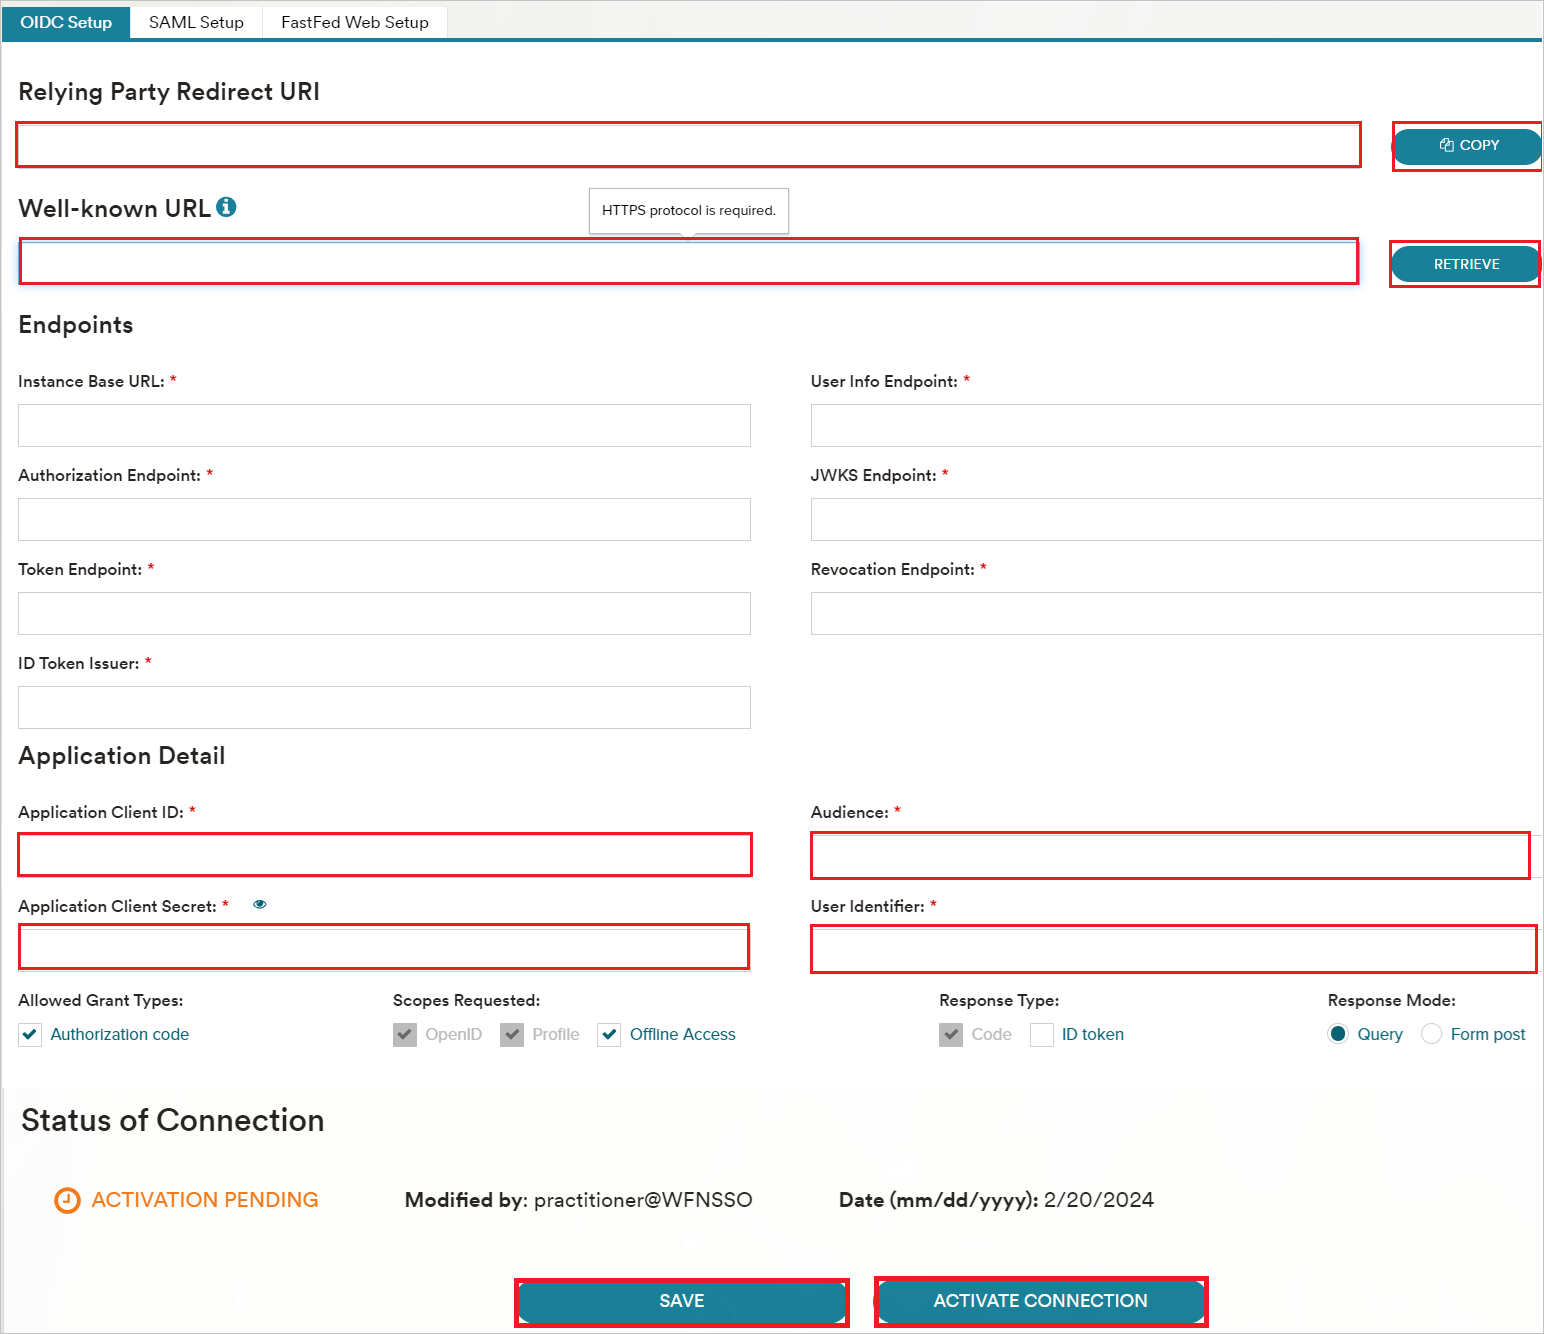 OIDC Setup SAML Setup FastFed Web Setup
Relying Party Redirect URI
COPY
Well-known URL
HTTPS protocol is required.
RETRIEVE
Endpoints
Instance Base URL: * User Info Endpoint: *
Authorization Endpoint: * JWKS Endpoint: *
Token Endpoint: * Revocation Endpoint: *
ID Token Issuer: *
Application Detail
Application Client ID: * Audience: *
Application Client Secret: * User Identifier: *
Allowed Grant Types: Scopes Requested: Response Type: Response Mode:
Authorization code OpenID Profile Offline Access Code ID token Query Form post
Status of Connection
ACTIVATION PENDING Modified by: practitioner@WFNSSO Date (mm/dd/yyyy): 2/20/2024
SAVE ACTIVATE CONNECTION